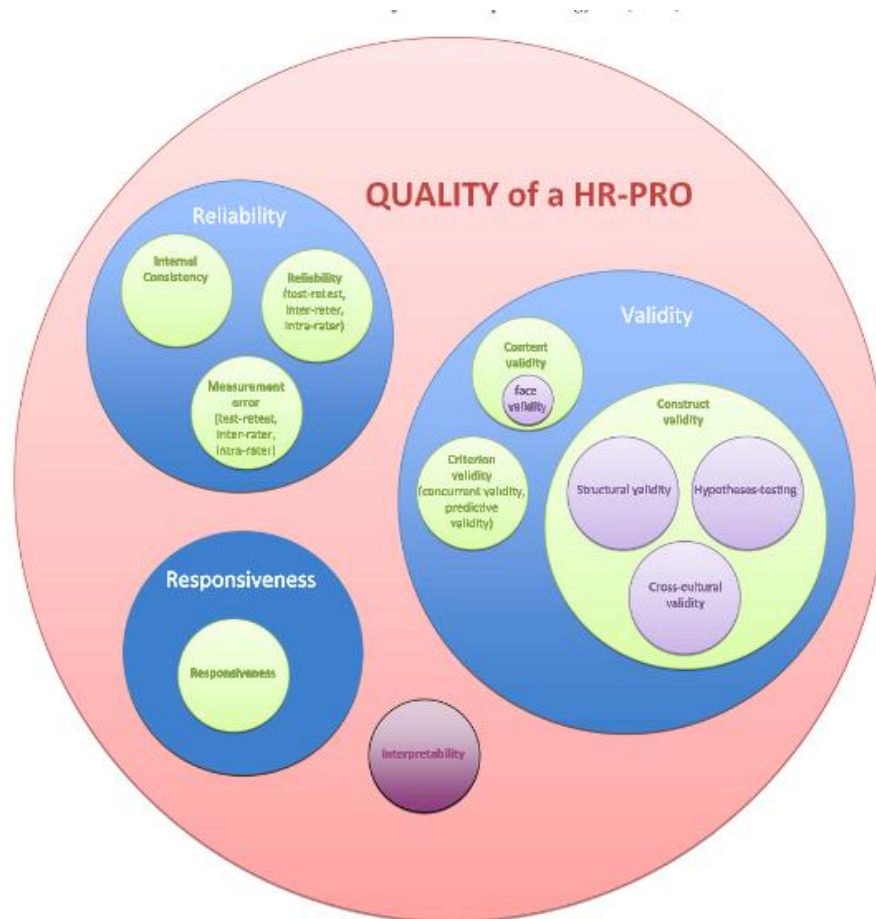 QUALITY of a HR-PRO
Reliability
Internal
Consistency
Reliability
(test-retest,
inter-rater,
intra-rater)
Measurement
error
(test-retest,
inter-rater,
intra-rater)
Validity
Content
validity
face
validity
Criterion
validity
(concurrent validity,
predictive
validity)
Construct
validity
Structural validity
Hypotheses-testing
Cross-cultural
validity
Responsiveness
Responsiveness
Interpretability